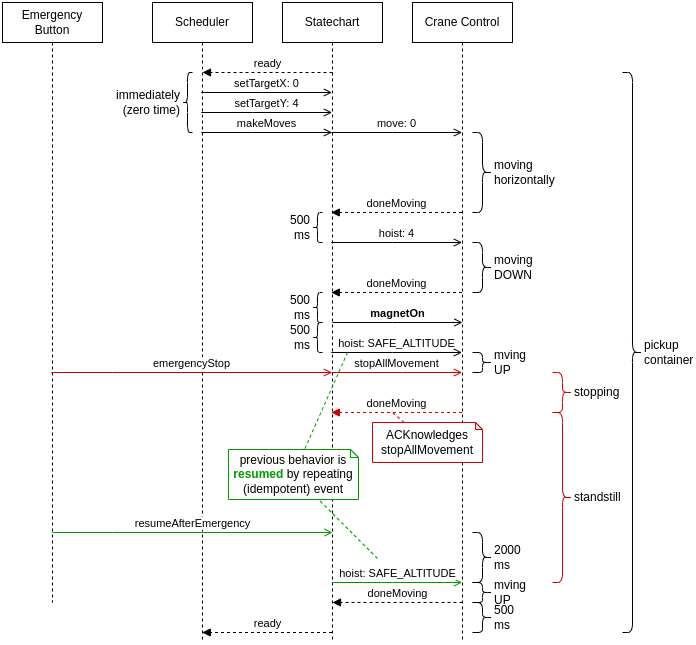 Emergency
Button
Scheduler
Statechart
Crane Control
ready
immediately
(zero time)
setTargetX: 0
setTargetY: 4
makeMoves
move: 0
moving
horizontally
doneMoving
500
ms
hoist: 4
moving
DOWN
doneMoving
500
ms
magnetOn
500
ms
hoist: SAFE_ALTITUDE
mving
UP
pickup
container
emergencyStop
stopAllMovement
stopping
doneMoving
ACKnowledges
stopAllMovement
previous behavior is
resumed by repeating
(idempotent) event
standstill
resumeAfterEmergency
2000
ms
hoist: SAFE_ALTITUDE
mving
UP
doneMoving
500
ms
ready